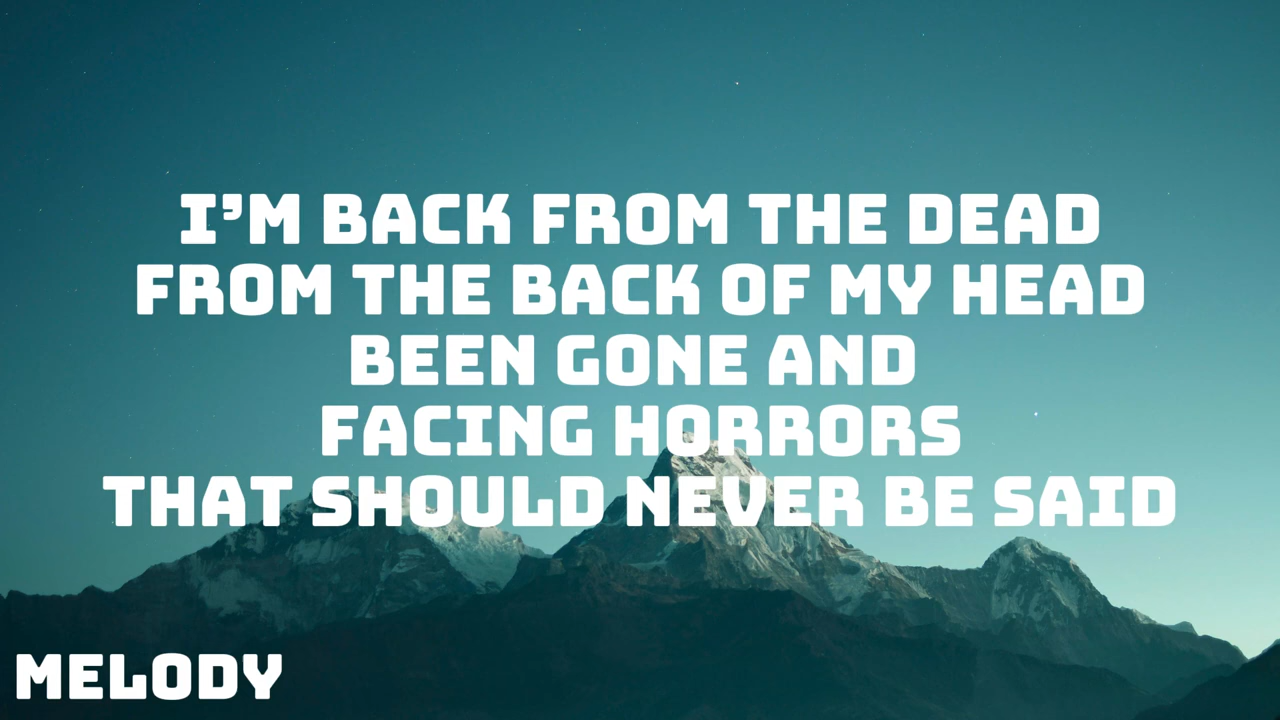 I'M BACK FROM THE DEAD
FROM THE BACK OF MY HEAD
BEEN GONE AND
FACING HORRORS
THAT SHOULD NEVER BE SAID
MELODY